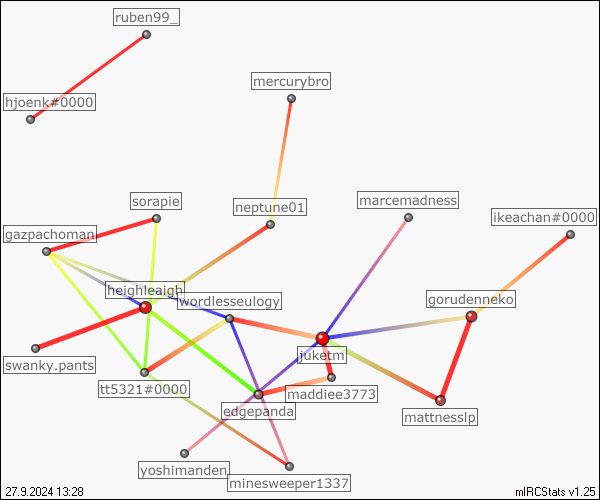 ruben99_
mercurybro
hjoenk#0000
sorapie
neptune01
marcemadness
ikeachan#0000
gazpachoman
heighleaigh
wordlesseulogy
gorudenneko
juketm
swanky.pants
tt5321#0000
maddiee3773
edgepanda
mattnesslp
yoshimanden
minesweeper1337
27.9.2024 13:28
mIRCStats v1.25